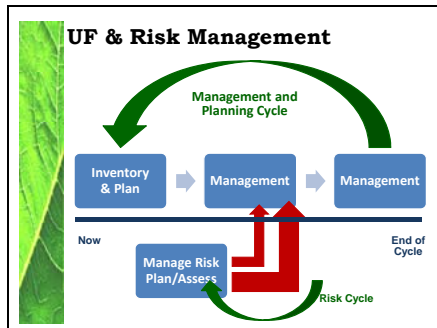 UF & Risk Management
Management and
Planning Cycle
Inventory
& Plan
Management
Management
Now
End of
Cycle
Manage Risk
Plan/Assess
Risk Cycle